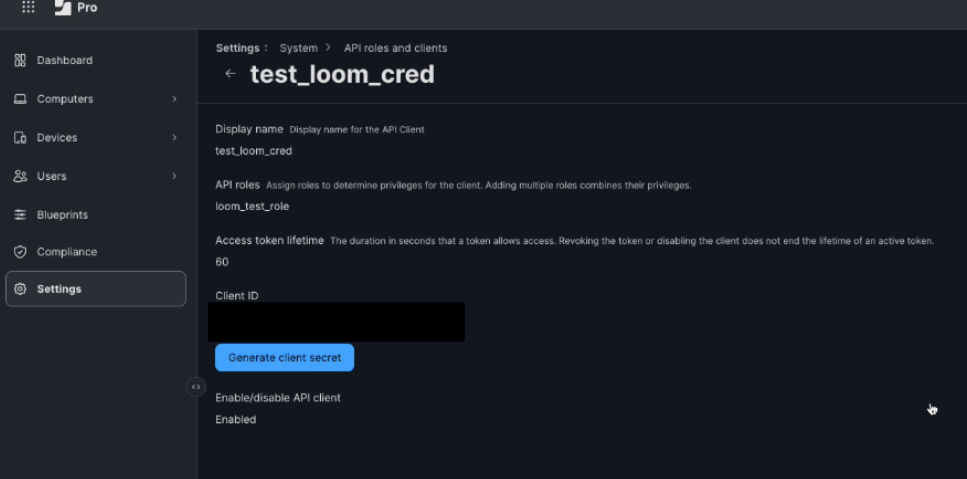 Pro
Dashboard
Computers
Devices
Users
Blueprints
Compliance
Settings
Settings : System > API roles and clients
← test_loom_cred
Display name Display name for the API Client
test_loom_cred
API roles Assign roles to determine privileges for the client. Adding multiple roles combines their privileges.
loom_test_role
Access token lifetime The duration in seconds that a token allows access. Revoking the token or disabling the client does not end the lifetime of an active token.
60
Client ID
Generate client secret
Enable/disable API client
Enabled